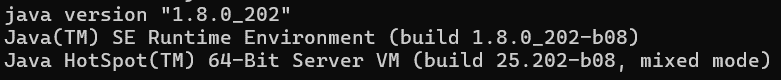 java version "1.8.0_202"
Java(TM) SE Runtime Environment (build 1.8.0_202-b08)
Java HotSpot(TM) 64-Bit Server VM (build 25.202-b08, mixed mode)